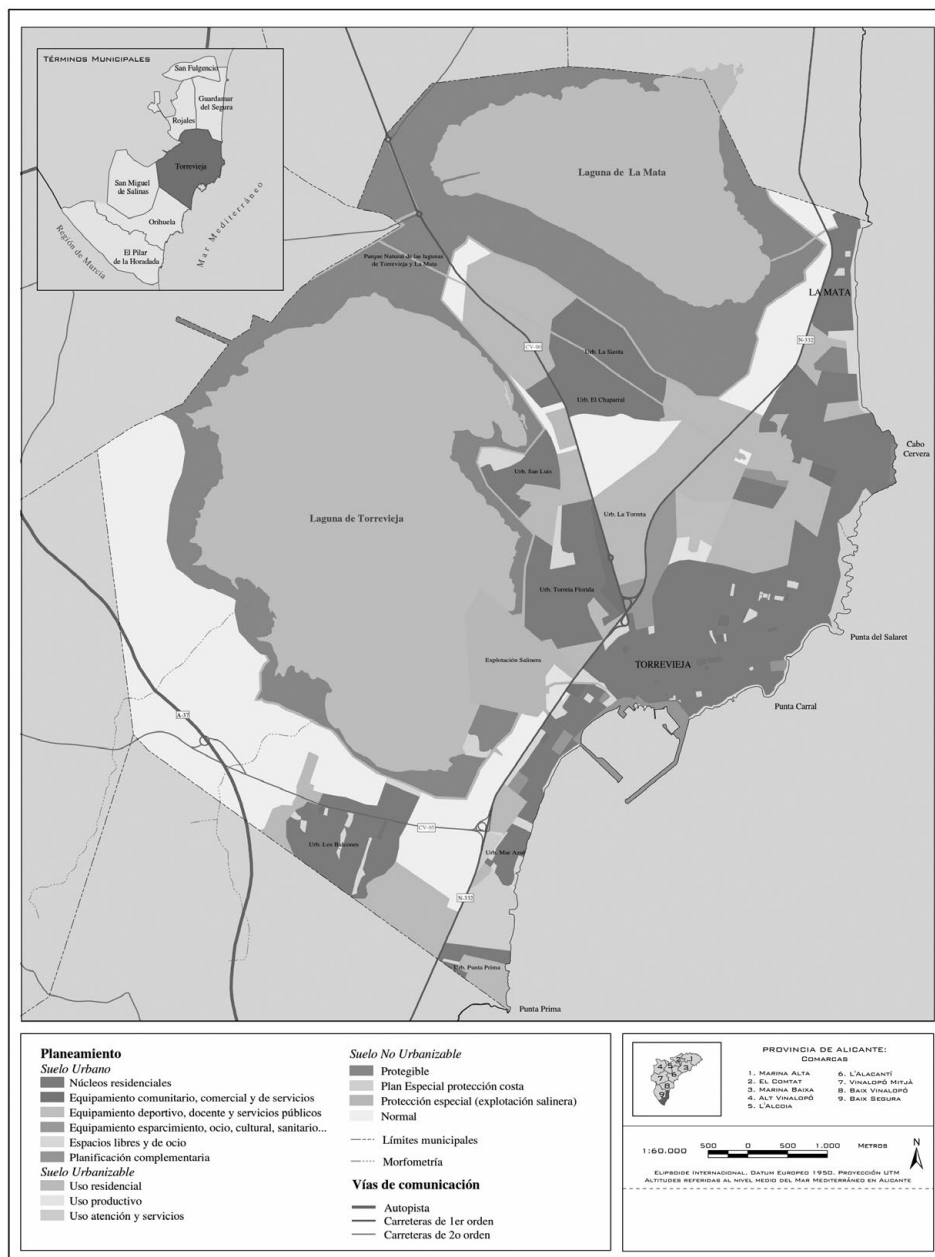 TÉRMINOS MUNICIPALES
San Fulgencio
Guardamar
del Segura
Rojales
Torrevieja
San Miguel
de Salinas
Orihuela
El Pilar
de la Horadada
Región de Murcia
Mar Mediterráneo
Laguna de La Mata
Parque Natural de las lagunas
de Torrevieja y La Mata
LA MATA
N-332
CV-90
Urb. La Siesta
Urb. El Chaparral
Cabo
Cervera
Urb. San Luis
Laguna de Torrevieja
Urb. La Torreta
Urb. Torreta Florida
Punta del Salaret
Explotación Salinera
TORREVIEJA
Punta Carral
A-37
CV-95
Urb. Los Balcones
Urb. Mar Azul
N-332
Urb. Punta Prima
Punta Prima
Planeamiento
Suelo Urbano
Núcleos residenciales
Equipamiento comunitario, comercial y de servicios
Equipamiento deportivo, docente y servicios públicos
Equipamiento esparcimiento, ocio, cultural, sanitario...
Espacios libres y de ocio
Planificación complementaria
Suelo Urbanizable
Uso residencial
Uso productivo
Uso atención y servicios
Suelo No Urbanizable
Protegible
Plan Especial protección costa
Protección especial (explotación salinera)
Normal
Límites municipales
Morfometría
Vías de comunicación
Autopista
Carreteras de 1er orden
Carreteras de 2o orden
PROVINCIA DE ALICANTE:
COMARCAS
1. MARINA ALTA
2. EL COMTAT
3. MARINA BAIXA
4. ALT VINALOPÓ
5. L'ALCOIA
6. L'ALACANTÍ
7. VINALOPÓ MITJÀ
8. BAIX VINALOPÓ
9. BAIX SEGURA
1:60.000
500 0 500 1.000 METROS
N
ELIPSOIDE INTERNACIONAL. DATUM EUROPEO 1950. PROYECCIÓN UTM
ALTITUDES REFERIDAS AL NIVEL MEDIO DEL MAR MEDITERRÁNEO EN ALICANTE